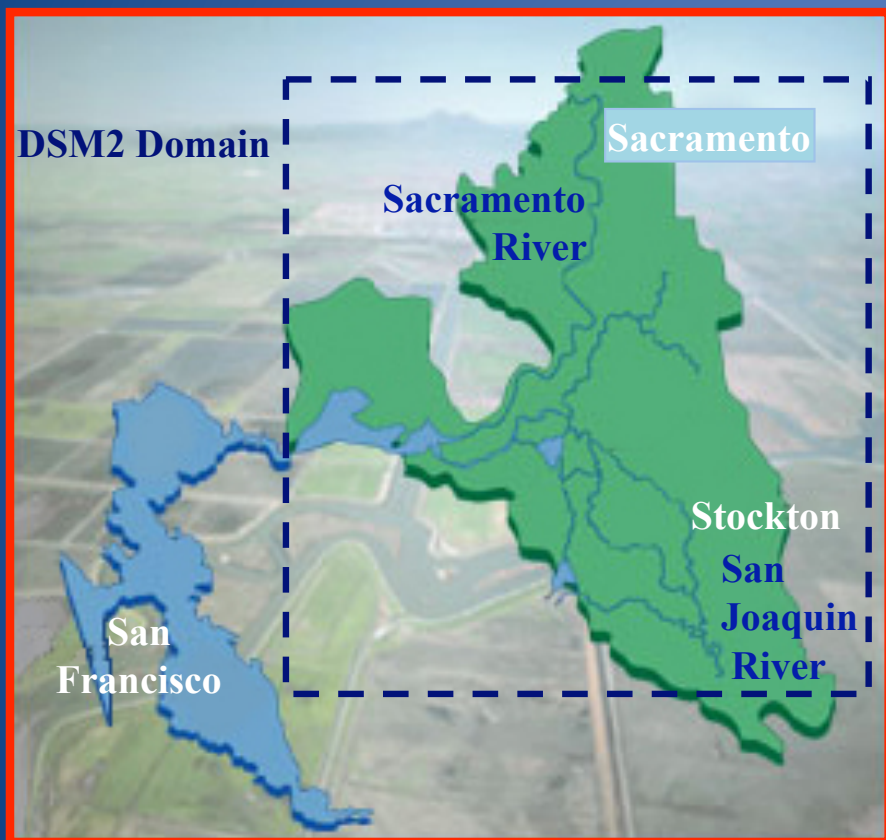 DSM2 Domain
Sacramento
Sacramento
River
Stockton
San
Joaquin
River
San
Francisco